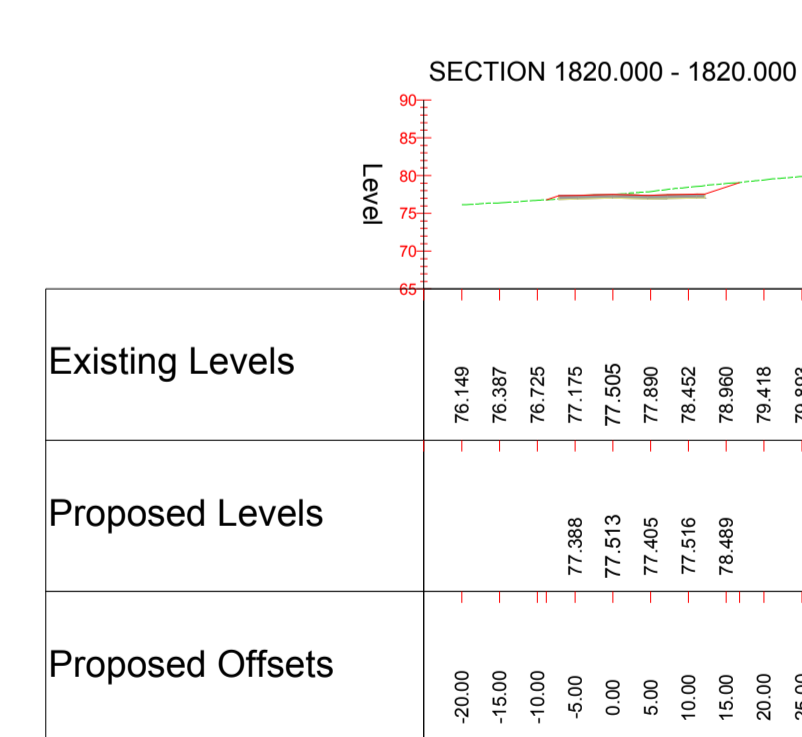 SECTION 1820.000 - 1820.000
90
85
80
75
70
65
Level
Existing Levels
76.149 76.387 76.725 77.175 77.505 77.890 78.452 78.960 79.418
Proposed Levels
77.388 77.513 77.405 77.516 78.489
Proposed Offsets
-20.00 -15.00 -10.00 -5.00 0.00 5.00 10.00 15.00 20.00